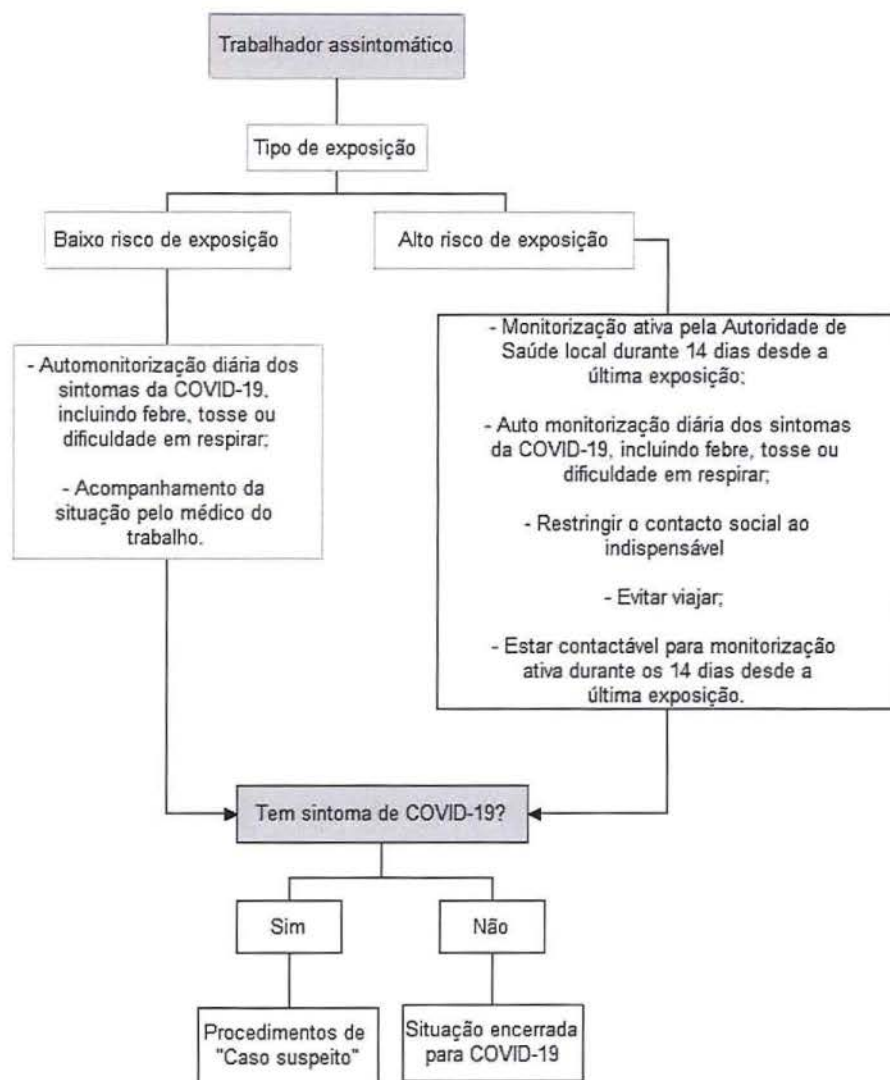 Trabalhador assintomático
Tipo de exposição
Baixo risco de exposição
Alto risco de exposição
- Automonitorização diária dos
sintomas da COVID-19,
incluindo febre, tosse ou
dificuldade em respirar;
- Acompanhamento da
situação pelo médico do
trabalho.
- Monitorização ativa pela Autoridade de
Saúde local durante 14 dias desde a
última exposição;
- Auto monitorização diária dos sintomas
da COVID-19, incluindo febre, tosse ou
dificuldade em respirar;
- Restringir o contacto social ao
indispensável
- Evitar viajar;
- Estar contactável para monitorização
ativa durante os 14 dias desde a
última exposição.
Tem sintoma de COVID-19?
Sim
Não
Procedimentos de
"Caso suspeito"
Situação encerrada
para COVID-19